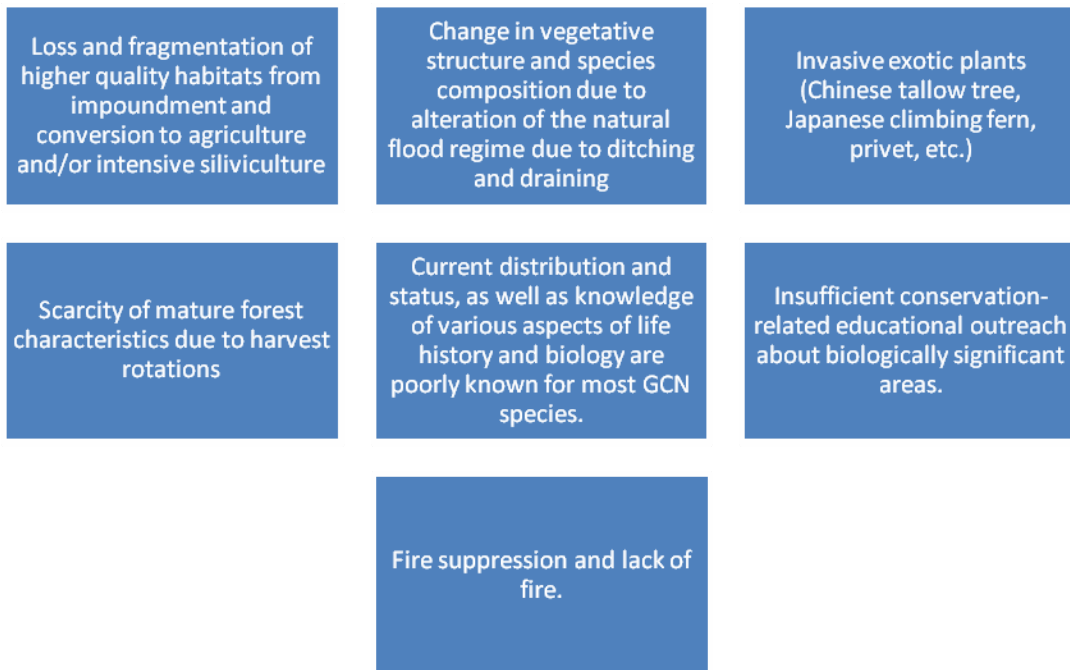 Loss and fragmentation of
higher quality habitats from
impoundment and
conversion to agriculture
and/or intensive siliviculture
Change in vegetative
structure and species
composition due to
alteration of the natural
flood regime due to ditching
and draining
Invasive exotic plants
(Chinese tallow tree,
Japanese climbing fern,
privet, etc.)
Scarcity of mature forest
characteristics due to harvest
rotations
Current distribution and
status, as well as knowledge
of various aspects of life
history and biology are
poorly known for most GCN
species.
Insufficient conservation-
related educational outreach
about biologically significant
areas.
Fire suppression and lack of
fire.